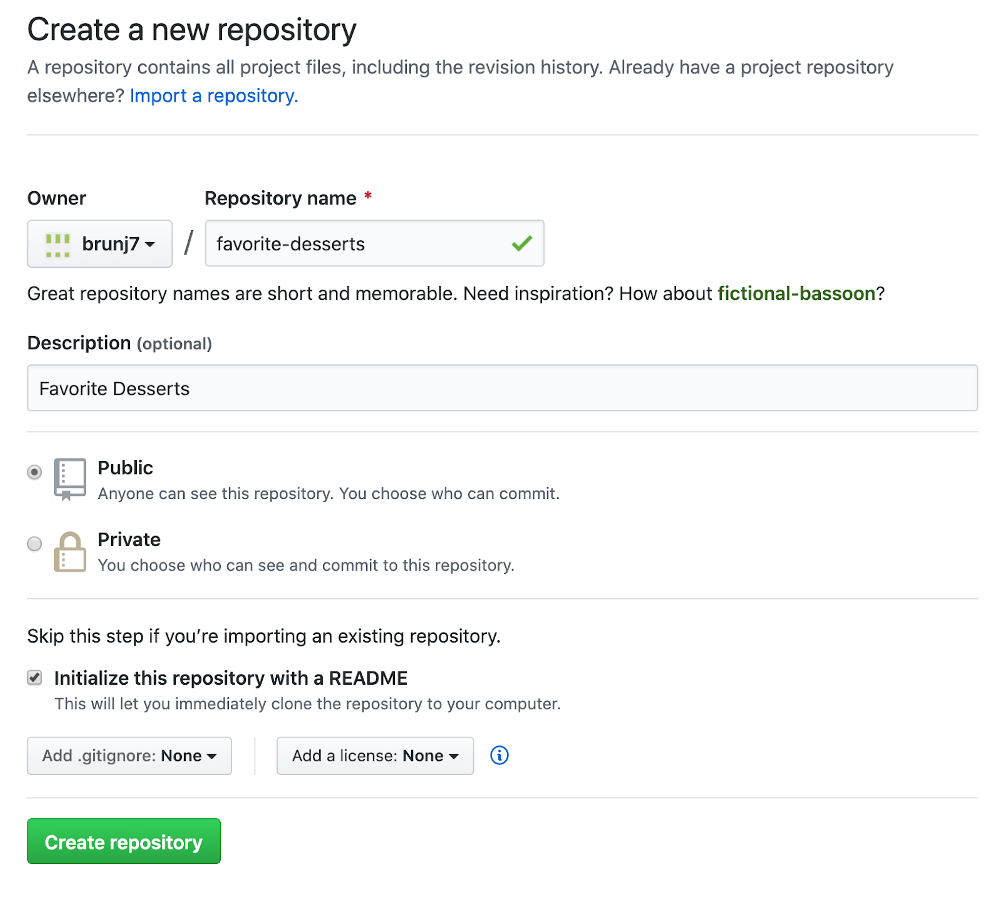 Create a new repository
A repository contains all project files, including the revision history. Already have a project repository
elsewhere? Import a repository.
Owner Repository name *
brunj7 / favorite-desserts
Great repository names are short and memorable. Need inspiration? How about fictional-bassoon?
Description (optional)
Favorite Desserts
Public
Anyone can see this repository. You choose who can commit.
Private
You choose who can see and commit to this repository.
Skip this step if you’re importing an existing repository.
Initialize this repository with a README
This will let you immediately clone the repository to your computer.
Add .gitignore: None Add a license: None
Create repository